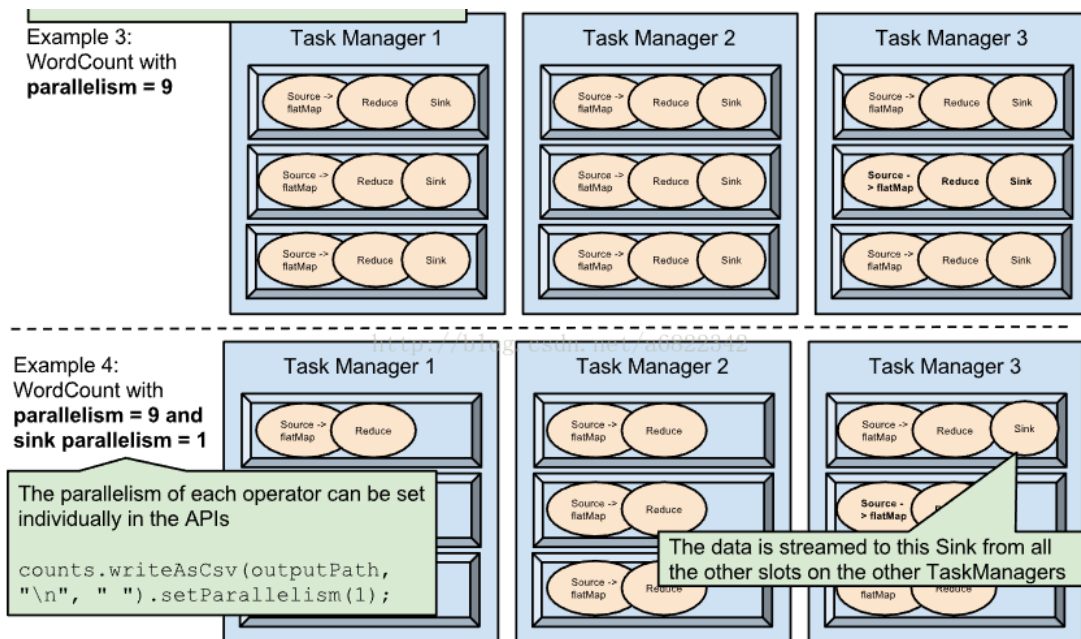 Example 3:
WordCount with
parallelism = 9
Task Manager 1
Source ->
flatMap
Reduce
Sink
Source ->
flatMap
Reduce
Sink
Source ->
flatMap
Reduce
Sink
Task Manager 2
Source ->
flatMap
Reduce
Sink
Source ->
flatMap
Reduce
Sink
Source ->
flatMap
Reduce
Sink
Task Manager 3
Source ->
flatMap
Reduce
Sink
Source -
> flatMap
Reduce
Sink
Source ->
flatMap
Reduce
Sink
http://blog.csdn.net/a6822342
Example 4:
WordCount with
parallelism = 9 and
sink parallelism = 1
The parallelism of each operator can be set
individually in the APIs
counts.writeAsCsv(outputPath,
"\n", " ").setParallelism(1);
Task Manager 1
Source ->
flatMap
Reduce
Task Manager 2
Source ->
flatMap
Reduce
Source ->
flatMap
Reduce
Source ->
flatMap
Task Manager 3
Source ->
flatMap
Reduce
Sink
Source -
> flatMap
The data is streamed to this Sink from all
the other slots on the other TaskManagers
flatMap
Reduce